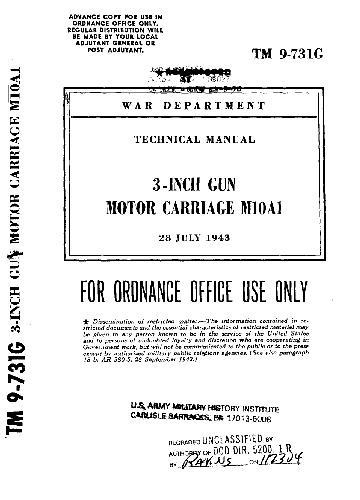 ADVANCE COPY FOR USE IN
ORDNANCE OFFICE ONLY.
REGULAR DISTRIBUTION WILL
BE MADE BY YOUR LOCAL
ADJUTANT GENERAL OR
POST ADJUTANT.
TM 9-731G
WAR DEPARTMENT
TECHNICAL MANUAL
3-INCH GUN
MOTOR CARRIAGE M10A1
28 JULY 1943
FOR ORDNANCE OFFICE USE ONLY
★ Dissemination of restricted matter.—The information contained in re-
stricted documents and the essential characteristics of restricted material may
be given to any person known to be in the service of the United States
and to persons of undoubted loyalty and discretion who are cooperating in
Government work, but will not be communicated to the public or to the press
except by authorized military public relations agencies. (See also paragraph
18 b, AR 380-5, 28 September 1942.)
U.S. ARMY MILITARY HISTORY INSTITUTE
CARLISLE BARRACKS, PA 17013-5008
REGRADED UNCLASSIFIED BY
AUTHORITY OF DOD DIR. 5200. 1 R
BY ON
TM 9-731G 3-INCH GUN MOTOR CARRIAGE M10A1